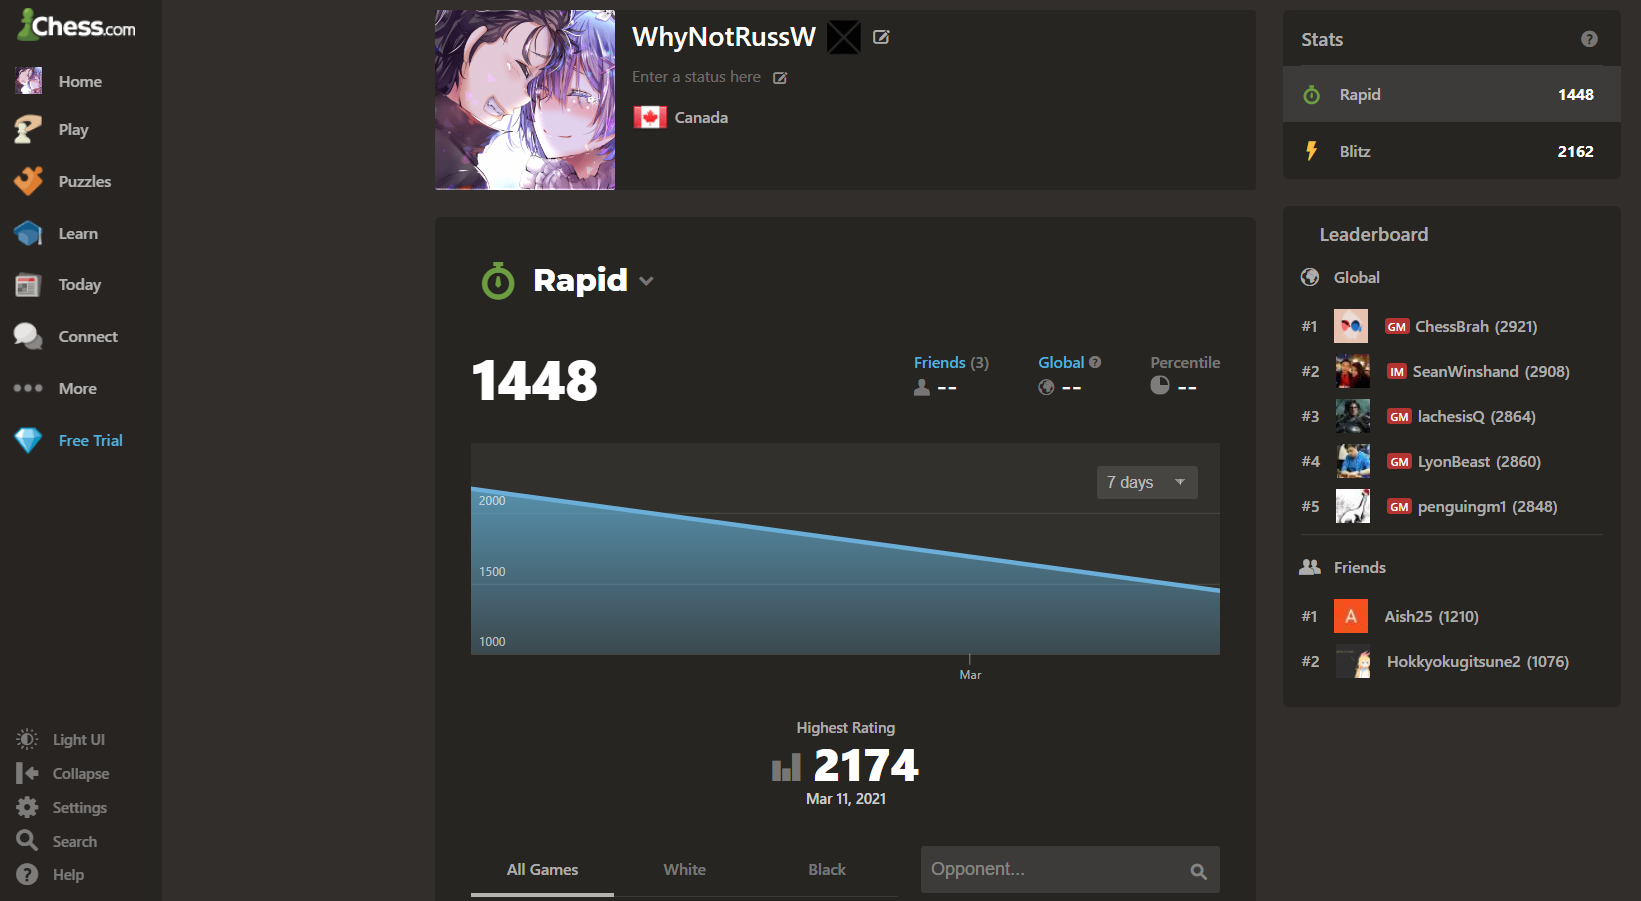 Chess.com
Home
Play
Puzzles
Learn
Today
Connect
More
Free Trial
Light UI
Collapse
Settings
Search
Help
WhyNotRussW
Enter a status here
Canada
Rapid
1448
Friends (3)
--
Global ?
--
Percentile
--
7 days
2000
1500
1000
Mar
Highest Rating
2174
Mar 11, 2021
All Games White Black
Opponent...
Stats ?
Rapid 1448
Blitz 2162
Leaderboard
Global
#1 GM ChessBrah (2921)
#2 IM SeanWinshand (2908)
#3 GM lachesisQ (2864)
#4 GM LyonBeast (2860)
#5 GM penguingm1 (2848)
Friends
#1 A Aish25 (1210)
#2 Hokkyokugitsune2 (1076)